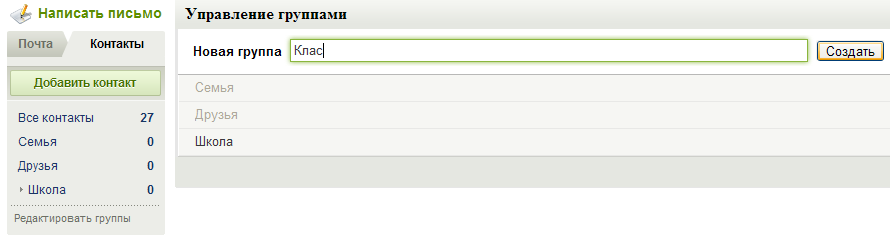 Написать письмо
Почта Контакты
Добавить контакт
Все контакты 27
Семья 0
Друзья 0
Школа 0
Редактировать группы
Управление группами
Новая группа Клас Создать
Семья
Друзья
Школа